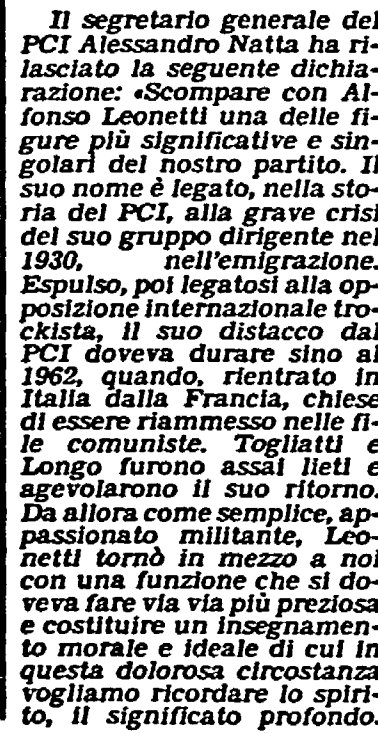 Il segretario generale del
PCI Alessandro Natta ha ri-
lasciato la seguente dichia-
razione: «Scompare con Al-
fonso Leonetti una delle fi-
gure più significative e sin-
golari del nostro partito. Il
suo nome è legato, nella sto-
ria del PCI, alla grave crisi
del suo gruppo dirigente nel
1930, nell'emigrazione.
Espulso, poi legatosi alla op-
posizione internazionale tro-
ckista, il suo distacco dal
PCI doveva durare sino al
1962, quando, rientrato in
Italia dalla Francia, chiese
di essere riammesso nelle fi-
le comuniste. Togliatti e
Longo furono assai lieti e
agevolarono il suo ritorno.
Da allora come semplice, ap-
passionato militante, Leo-
netti tornò in mezzo a noi
con una funzione che si do-
veva fare via via più preziosa
e costituire un insegnamen-
to morale e ideale di cui in
questa dolorosa circostanza
vogliamo ricordare lo spiri-
to, il significato profondo.